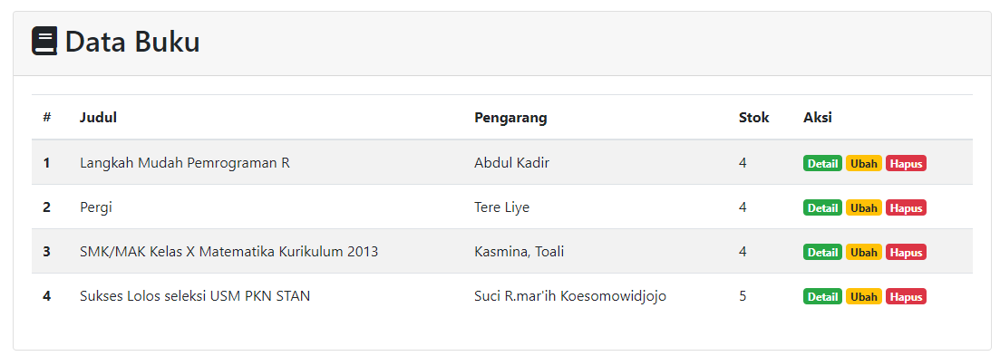 Data Buku
# Judul Pengarang Stok Aksi
1 Langkah Mudah Pemrograman R Abdul Kadir 4 Detail Ubah Hapus
2 Pergi Tere Liye 4 Detail Ubah Hapus
3 SMK/MAK Kelas X Matematika Kurikulum 2013 Kasmina, Toali 4 Detail Ubah Hapus
4 Sukses Lolos seleksi USM PKN STAN Suci R.mar'ih Koesomowidjojo 5 Detail Ubah Hapus